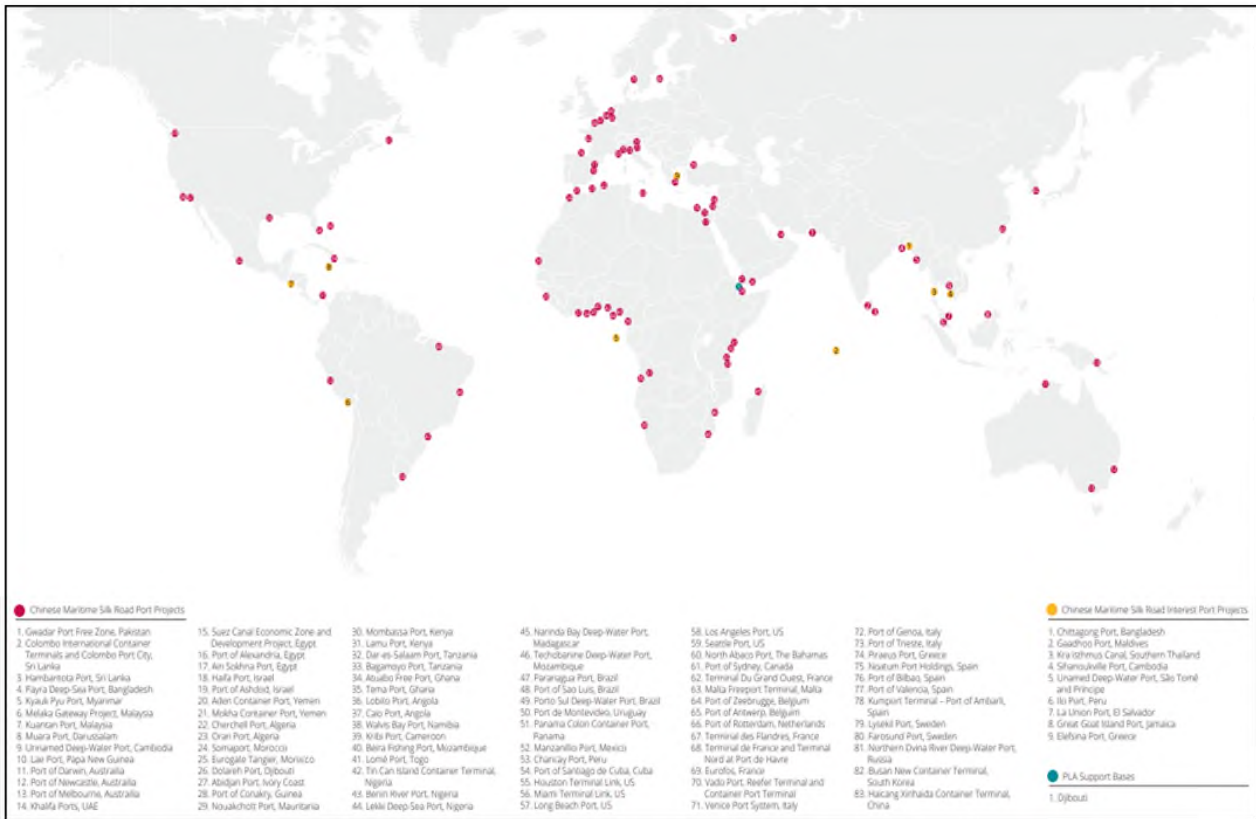 Chinese Maritime Silk Road Port Projects
1. Gwadar Port Free Zone, Pakistan
2. Colombo International Container
Terminals and Colombo Port City,
Sri Lanka
3. Hambantota Port, Sri Lanka
4. Payra Deep-Sea Port, Bangladesh
5. Kyauk Pyu Port, Myanmar
6. Melaka Gateway Project, Malaysia
7. Kuantan Port, Malaysia
8. Muara Port, Darussalam
9. Unnamed Deep-Water Port, Cambodia
10. Lae Port, Papa New Guinea
11. Port of Darwin, Australia
12. Port of Newcastle, Australia
13. Port of Melbourne, Australia
14. Khalifa Ports, UAE
15. Suez Canal Economic Zone and
Development Project, Egypt
16. Port of Alexandria, Egypt
17. Ain Sokhna Port, Egypt
18. Haifa Port, Israel
19. Port of Ashdod, Israel
20. Aden Container Port, Yemen
21. Mokha Container Port, Yemen
22. Cherchell Port, Algeria
23. Oran Port, Algeria
24. Somaport, Morocco
25. Eurogate Tangier, Morocco
26. Dolareh Port, Djibouti
27. Abidjan Port, Ivory Coast
28. Port of Conakry, Guinea
29. Nouakchott Port, Mauritania
30. Mombassa Port, Kenya
31. Lamu Port, Kenya
32. Dar-es-Salaam Port, Tanzania
33. Bagamoyo Port, Tanzania
34. Atuabo Free Port, Ghana
35. Tema Port, Ghana
36. Lobito Port, Angola
37. Caio Port, Angola
38. Walvis Bay Port, Namibia
39. Kribi Port, Cameroon
40. Beira Fishing Port, Mozambique
41. Lomé Port, Togo
42. Tin Can Island Container Terminal,
Nigeria
43. Benin River Port, Nigeria
44. Lekki Deep-Sea Port, Nigeria
45. Narinda Bay Deep-Water Port,
Madagascar
46. Techobanine Deep-Water Port,
Mozambique
47. Paranagua Port, Brazil
48. Port of Sao Luis, Brazil
49. Porto Sul Deep-Water Port, Brazil
50. Port de Montevideo, Uruguay
51. Panama Colon Container Port,
Panama
52. Manzanillo Port, Mexico
53. Chancay Port, Peru
54. Port of Santiago de Cuba, Cuba
55. Houston Terminal Link, US
56. Miami Terminal Link, US
57. Long Beach Port, US
58. Los Angeles Port, US
59. Seattle Port, US
60. North Abaco Port, The Bahamas
61. Port of Sydney, Canada
62. Terminal Du Grand Ouest, France
63. Malta Freeport Terminal, Malta
64. Port of Zeebrugge, Belgium
65. Port of Antwerp, Belguim
66. Port of Rotterdam, Netherlands
67. Terminal des Flandres, France
68. Terminal de France and Terminal
Nord at Port de Havre
69. Eurofos, France
70. Vado Port, Reefer Terminal and
Container Port Terminal
71. Venice Port System, Italy
72. Port of Genoa, Italy
73. Port of Trieste, Italy
74. Piraeus Port, Greece
75. Noatum Port Holdings, Spain
76. Port of Bilbao, Spain
77. Port of Valencia, Spain
78. Kumport Terminal – Port of Ambarli,
Spain
79. Lysekil Port, Sweden
80. Farosund Port, Sweden
81. Northern Dvina River Deep-Water Port,
Russia
82. Busan New Container Terminal,
South Korea
83. Haicang Xinhaida Container Terminal,
China
Chinese Maritime Silk Road Interest Port Projects
1. Chittagong Port, Bangladesh
2. Gaadhoo Port, Maldives
3. Kra Isthmus Canal, Southern Thailand
4. Sihanoukville Port, Cambodia
5. Unamed Deep-Water Port, São Tomé
and Príncipe
6. Ilo Port, Peru
7. La Union Port, El Salvador
8. Great Goat Island Port, Jamaica
9. Elefsina Port, Greece
PLA Support Bases
1. Djibouti